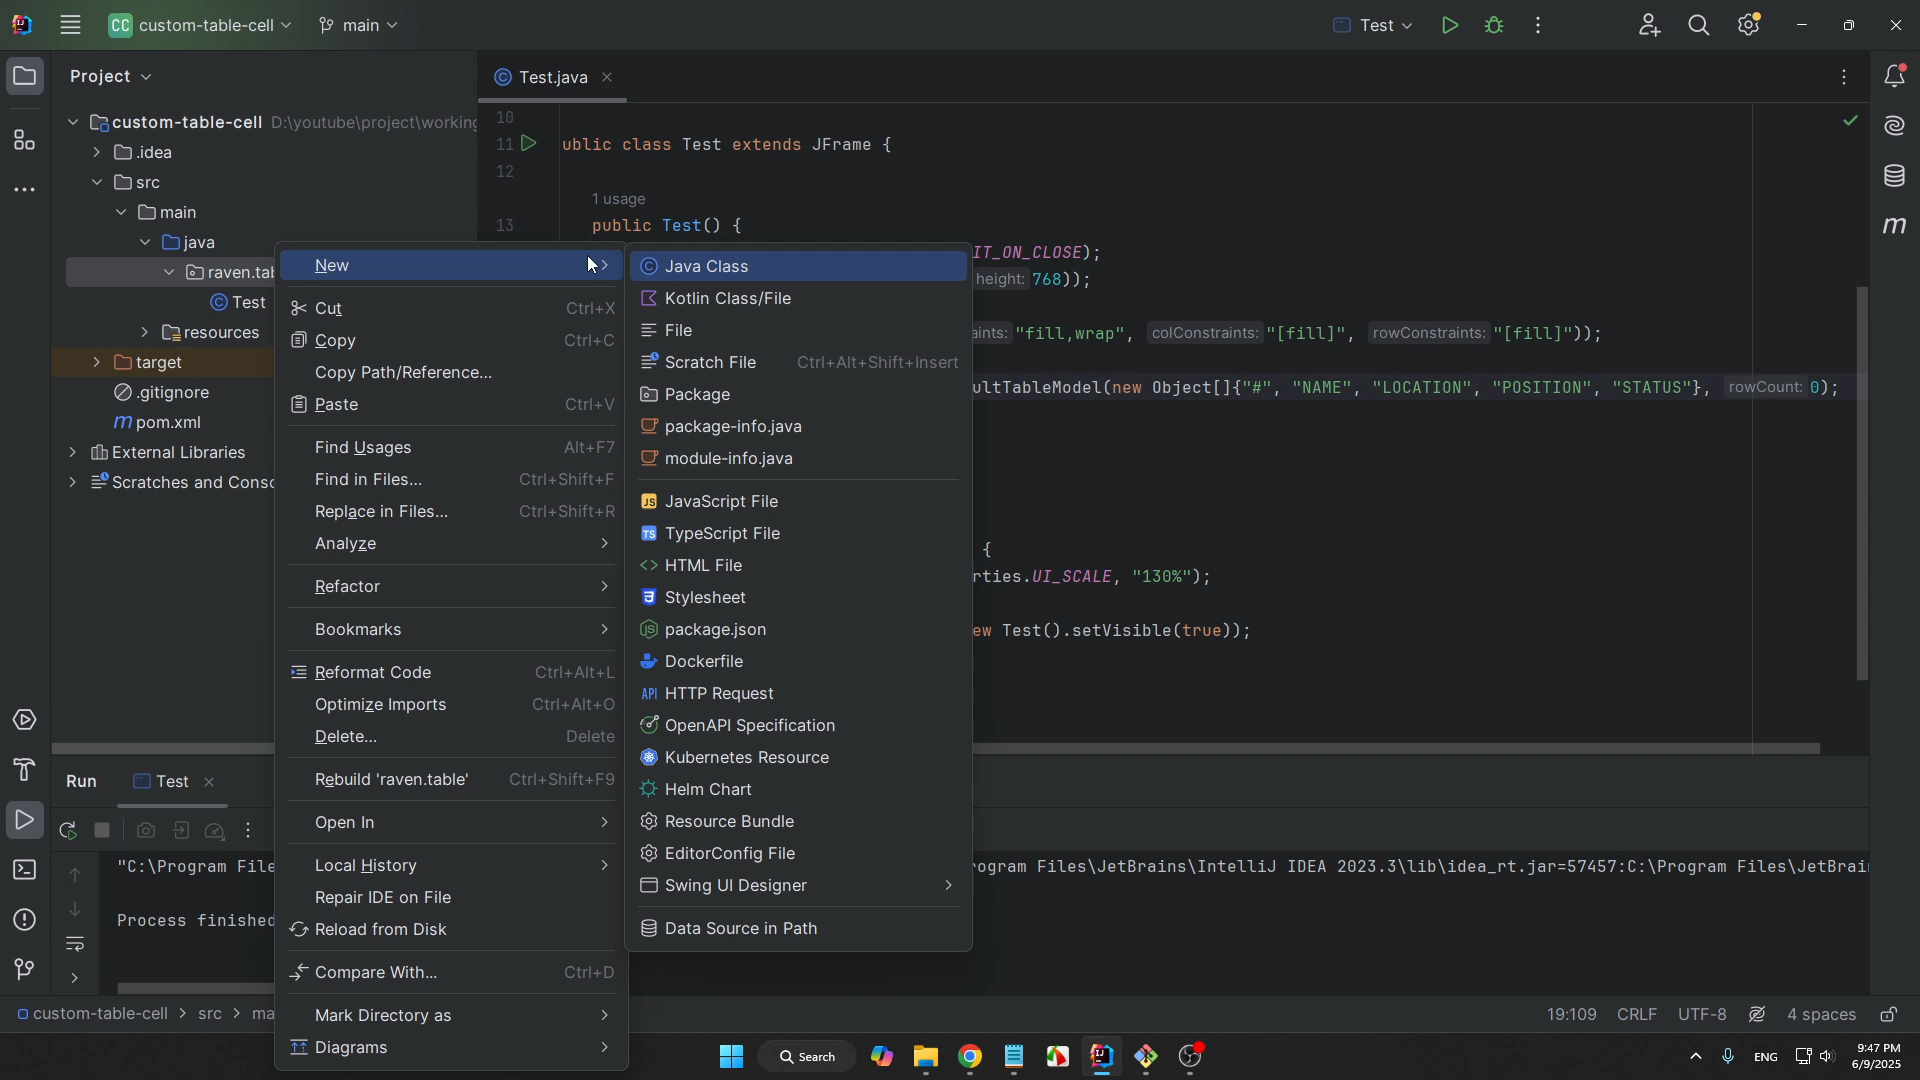 CC custom-table-cell
main
Test
Project
custom-table-cell D:\youtube\project\working
.idea
src
main
java
raven.tab
Test
resources
target
.gitignore
pom.xml
External Libraries
Scratches and Conso
Test.java
10
11 ublic class Test extends JFrame {
12
1 usage
13 public Test() {
IT_ON_CLOSE);
height: 768));
aints: "fill,wrap", colConstraints: "[fill]", rowConstraints: "[fill]"));
ultTableModel(new Object[]{"#", "NAME", "LOCATION", "POSITION", "STATUS"}, rowCount: 0);
{
rties.UI_SCALE, "130%");
ew Test().setVisible(true));
New
Cut Ctrl+X
Copy Ctrl+C
Copy Path/Reference...
Paste Ctrl+V
Find Usages Alt+F7
Find in Files... Ctrl+Shift+F
Replace in Files... Ctrl+Shift+R
Analyze
Refactor
Bookmarks
Reformat Code Ctrl+Alt+L
Optimize Imports Ctrl+Alt+O
Delete... Delete
Rebuild 'raven.table' Ctrl+Shift+F9
Open In
Local History
Repair IDE on File
Reload from Disk
Compare With... Ctrl+D
Mark Directory as
Diagrams
Java Class
Kotlin Class/File
File
Scratch File Ctrl+Alt+Shift+Insert
Package
package-info.java
module-info.java
JS JavaScript File
TS TypeScript File
HTML File
Stylesheet
package.json
Dockerfile
API HTTP Request
OpenAPI Specification
Kubernetes Resource
Helm Chart
Resource Bundle
EditorConfig File
Swing UI Designer
Data Source in Path
Run Test
"C:\Program File
rogram Files\JetBrains\IntelliJ IDEA 2023.3\lib\idea_rt.jar=57457:C:\Program Files\JetBrai
Process finished
custom-table-cell > src > ma
19:109 CRLF UTF-8 4 spaces
Search
ENG
9:47 PM
6/9/2025